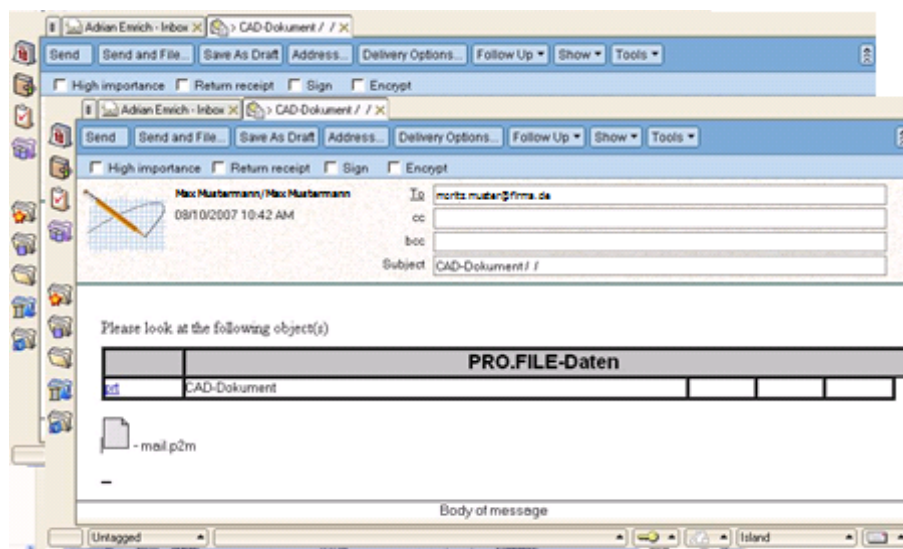 Adrian Emrich - Inbox CAD-Dokument / /
Send Send and File... Save As Draft Address... Delivery Options... Follow Up Show Tools
High importance Return receipt Sign Encrypt
Adrian Emrich - Inbox CAD-Dokument / /
Send Send and File... Save As Draft Address... Delivery Options... Follow Up Show Tools
High importance Return receipt Sign Encrypt
Max Mustermann/Max Mustermann To moritz.muster@firma.de
08/10/2007 10:42 AM cc
bcc
Subject CAD-Dokument / /
Please look at the following object(s)
PRO.FILE-Daten
prt CAD-Dokument
- mail.p2m
Body of message
Untagged Island